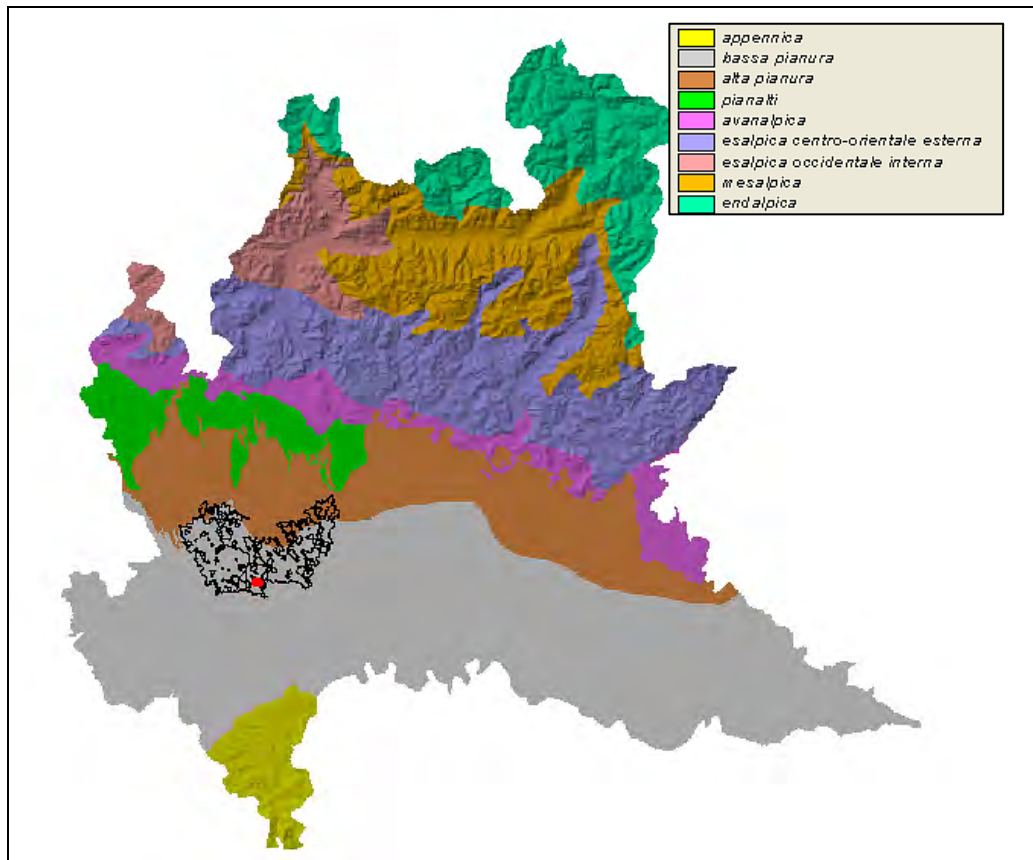 appennica
bassa pianura
alta pianura
pianalti
avanalpica
esalpica centro-orientale esterna
esalpica occidentale interna
mesalpica
endalpica